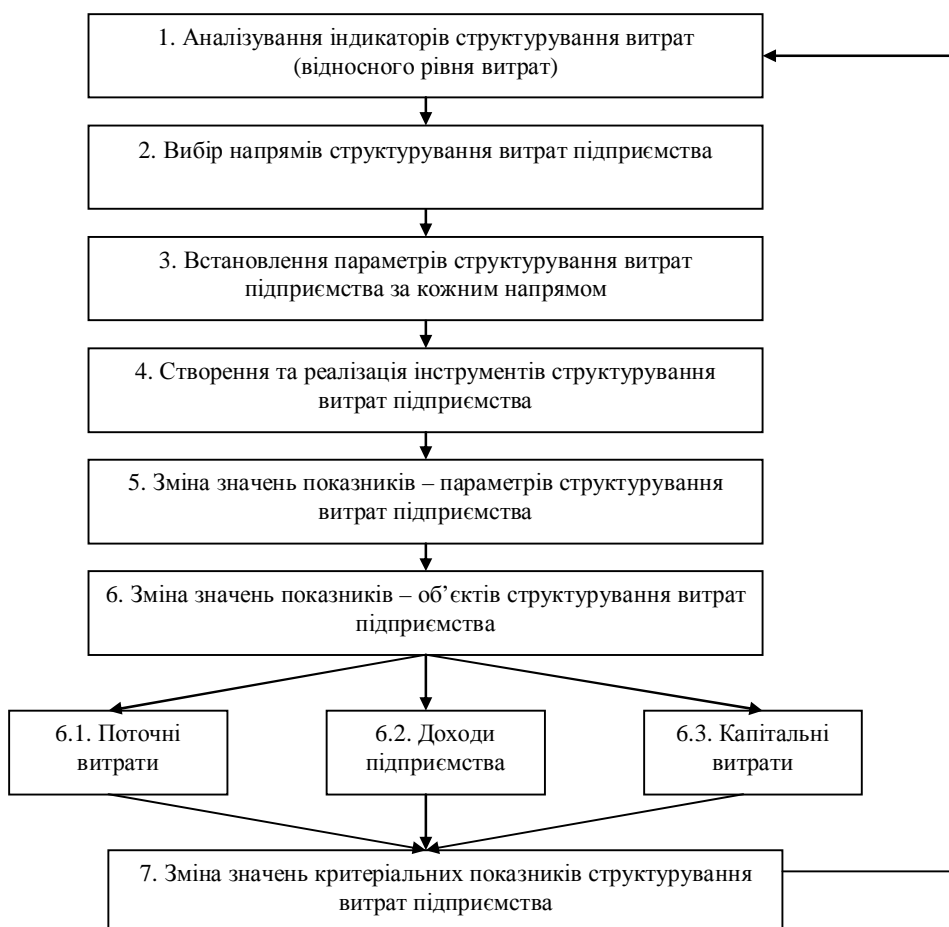 1. Аналізування індикаторів структурування витрат
(відносного рівня витрат)
2. Вибір напрямів структурування витрат підприємства
3. Встановлення параметрів структурування витрат
підприємства за кожним напрямом
4. Створення та реалізація інструментів структурування
витрат підприємства
5. Зміна значень показників – параметрів структурування
витрат підприємства
6. Зміна значень показників – об’єктів структурування витрат
підприємства
6.1. Поточні
витрати
6.2. Доходи
підприємства
6.3. Капітальні
витрати
7. Зміна значень критеріальних показників структурування
витрат підприємства